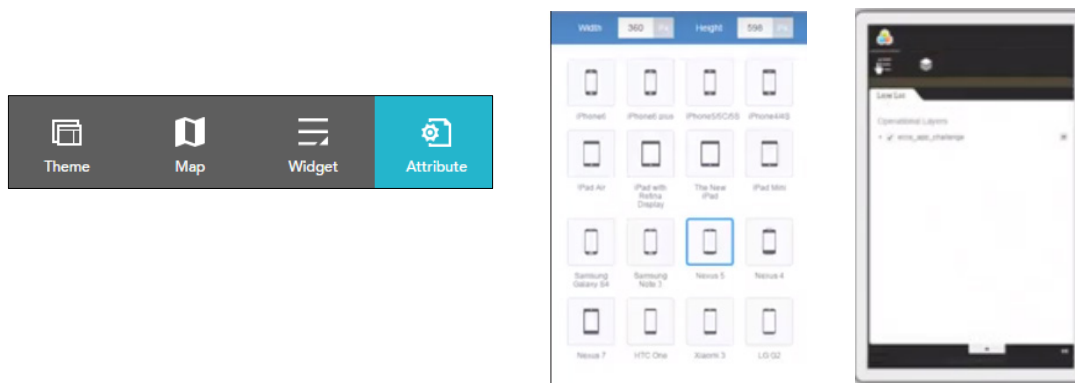 Theme Map Widget Attribute
Width 360 PX Height 598 PX
iPhone6 iPhone6 plus iPhone5/5C/5S iPhone4/4S
iPad Air iPad with Retina Display The New iPad iPad Mini
Samsung Galaxy S4 Samsung Note 3 Nexus 5 Nexus 4
Nexus 7 HTC One Xiaomi 3 LG G2
Layer List
Operational Layers